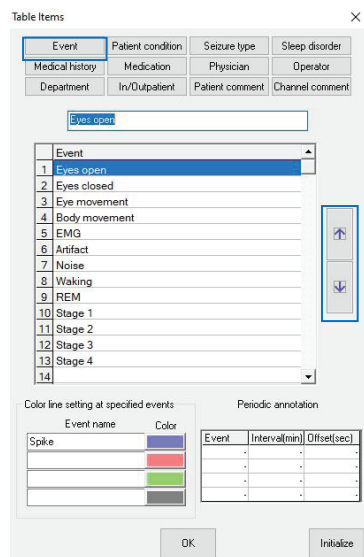 Table Items
Event Patient condition Seizure type Sleep disorder
Medical history Medication Physician Operator
Department In/Outpatient Patient comment Channel comment
Eyes open
Event
1 Eyes open
2 Eyes closed
3 Eye movement
4 Body movement
5 EMG
6 Artifact
7 Noise
8 Waking
9 REM
10 Stage 1
11 Stage 2
12 Stage 3
13 Stage 4
14
Color line setting at specified events
Event name Color
Spike
Periodic annotation
Event Interval(min) Offset(sec)
OK Initialize